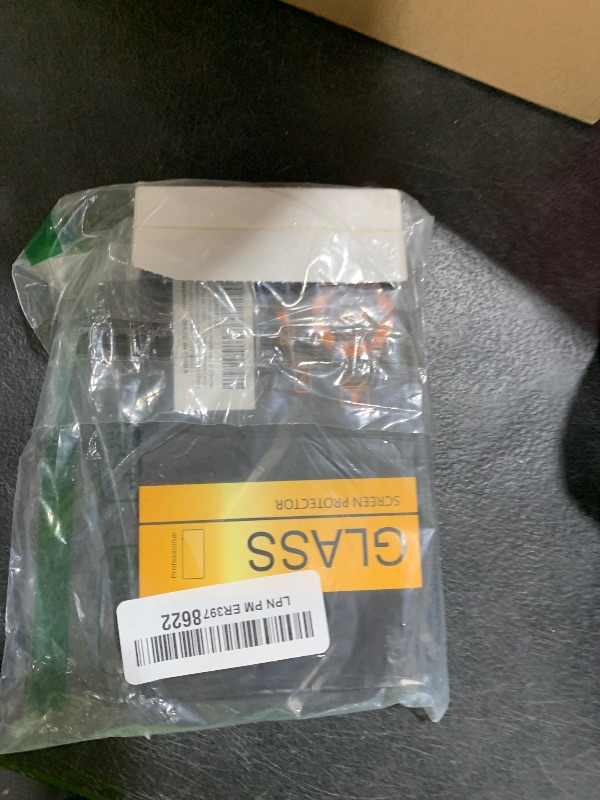 LPN PM ER3978622
GLASS
Professional
SCREEN PROTECTOR